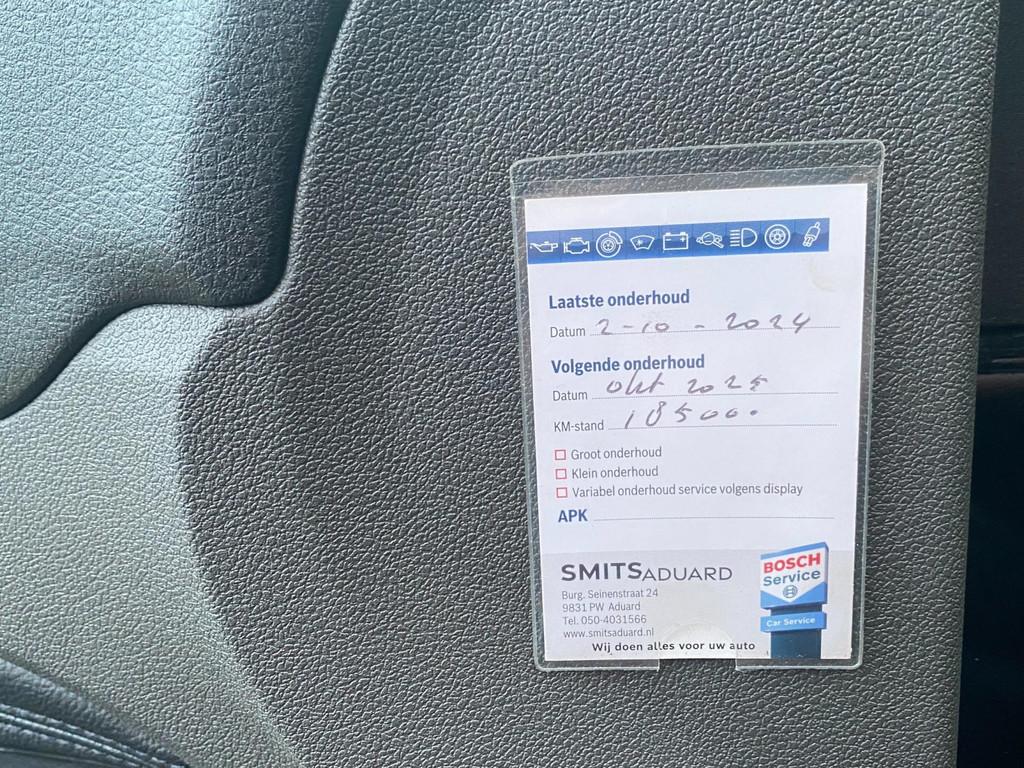 Laatste onderhoud
Datum 2-10-2024
Volgende onderhoud
Datum okt 2025
KM-stand 185000.
Groot onderhoud
Klein onderhoud
Variabel onderhoud service volgens display
APK
SMITSADUARD
Burg. Seinenstraat 24
9831 PW Aduard
Tel. 050-4031566
www.smitsaduard.nl
Wij doen alles voor uw auto
BOSCH
Service
Car Service